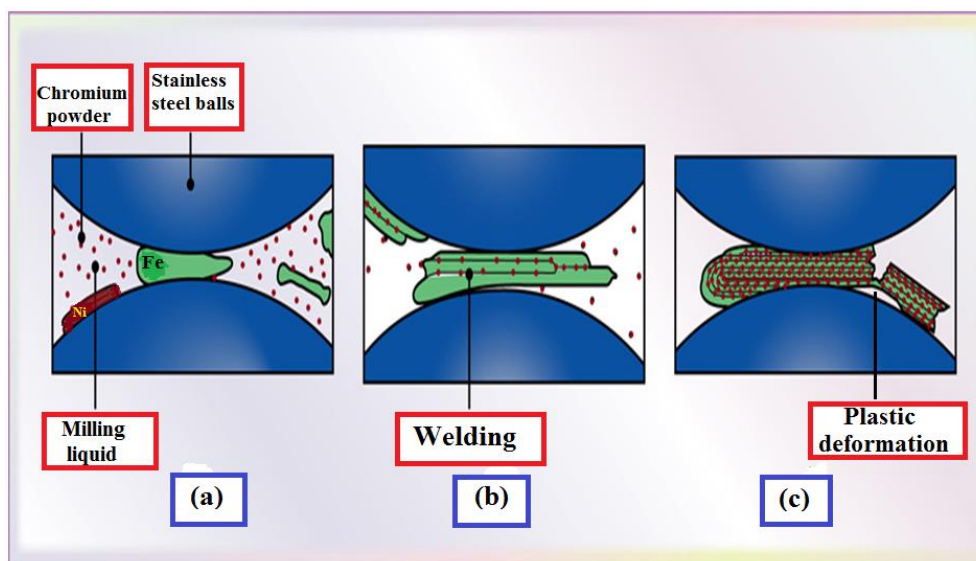 Chromium
powder
Stainless
steel balls
Fe
Ni
Milling
liquid
Welding
Plastic
deformation
(a)
(b)
(c)